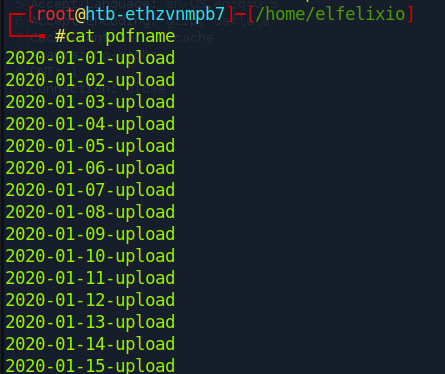 ┌─[root@htb-ethzvnmpb7]─[/home/elfelixio]
└──╼ #cat pdfname
2020-01-01-upload
2020-01-02-upload
2020-01-03-upload
2020-01-04-upload
2020-01-05-upload
2020-01-06-upload
2020-01-07-upload
2020-01-08-upload
2020-01-09-upload
2020-01-10-upload
2020-01-11-upload
2020-01-12-upload
2020-01-13-upload
2020-01-14-upload
2020-01-15-upload